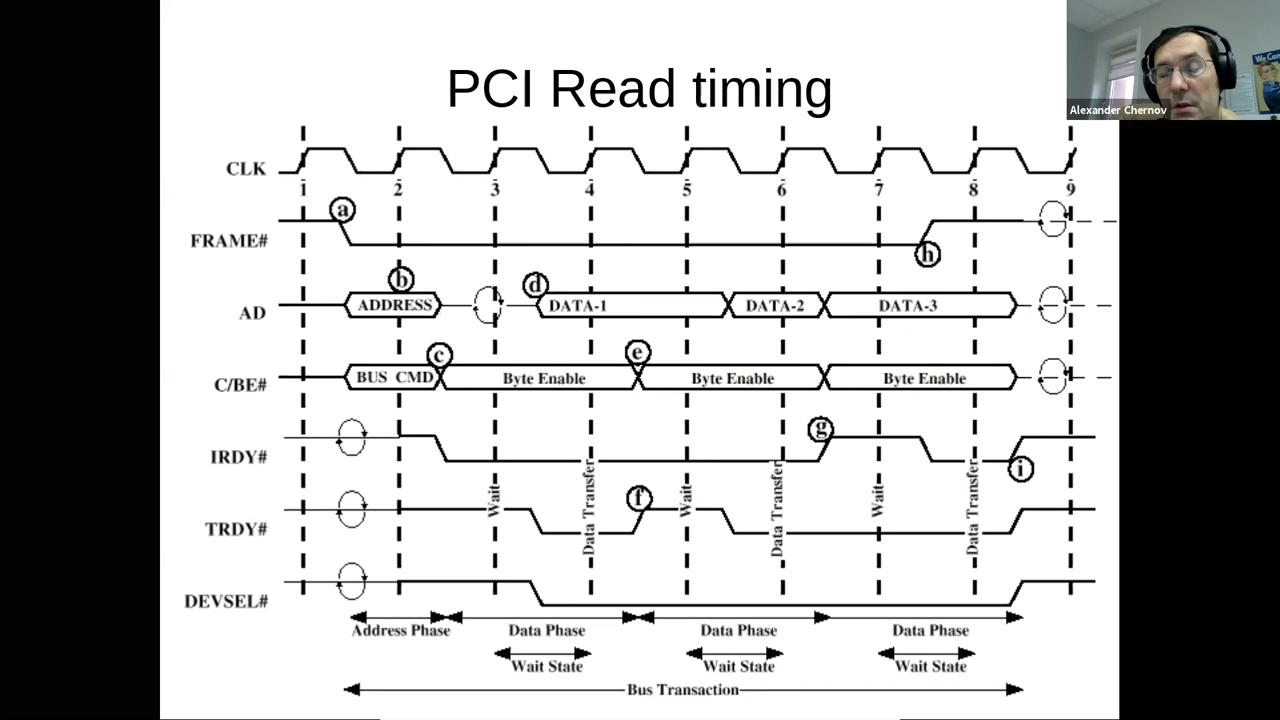 PCI Read timing
We Can
Alexander Chernov
CLK
1 2 3 4 5 6 7 8 9
a
FRAME#
h
b
d
AD
ADDRESS DATA-1 DATA-2 DATA-3
c
e
C/BE#
BUS CMD Byte Enable Byte Enable Byte Enable
g
IRDY#
i
Wait Data Transfer Wait Data Transfer Wait Data Transfer
f
TRDY#
DEVSEL#
Address Phase Data Phase Data Phase Data Phase
Wait State Wait State Wait State
Bus Transaction